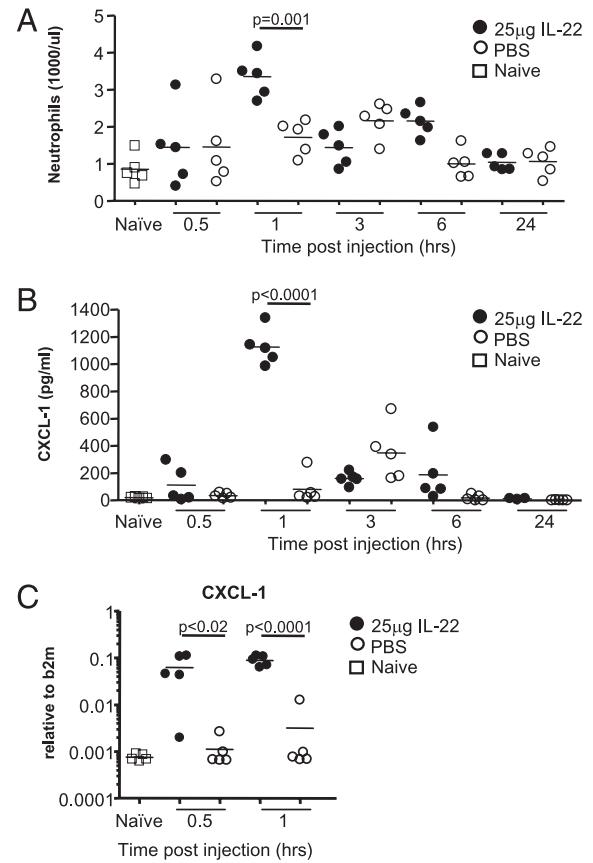 A
Neutrophils (1000/ul)
5
4
3
2
1
0
p=0.001
25µg IL-22
PBS
Naive
Naïve
0.5
1
3
6
24
Time post injection (hrs)
B
CXCL-1 (pg/ml)
1400
1200
1000
800
600
400
200
0
p<0.0001
25µg IL-22
PBS
Naive
Naïve
0.5
1
3
6
24
Time post injection (hrs)
C
CXCL-1
relative to b2m
1
0.1
0.01
0.001
0.0001
p<0.02
p<0.0001
25µg IL-22
PBS
Naive
Naïve
0.5
1
Time post injection (hrs)